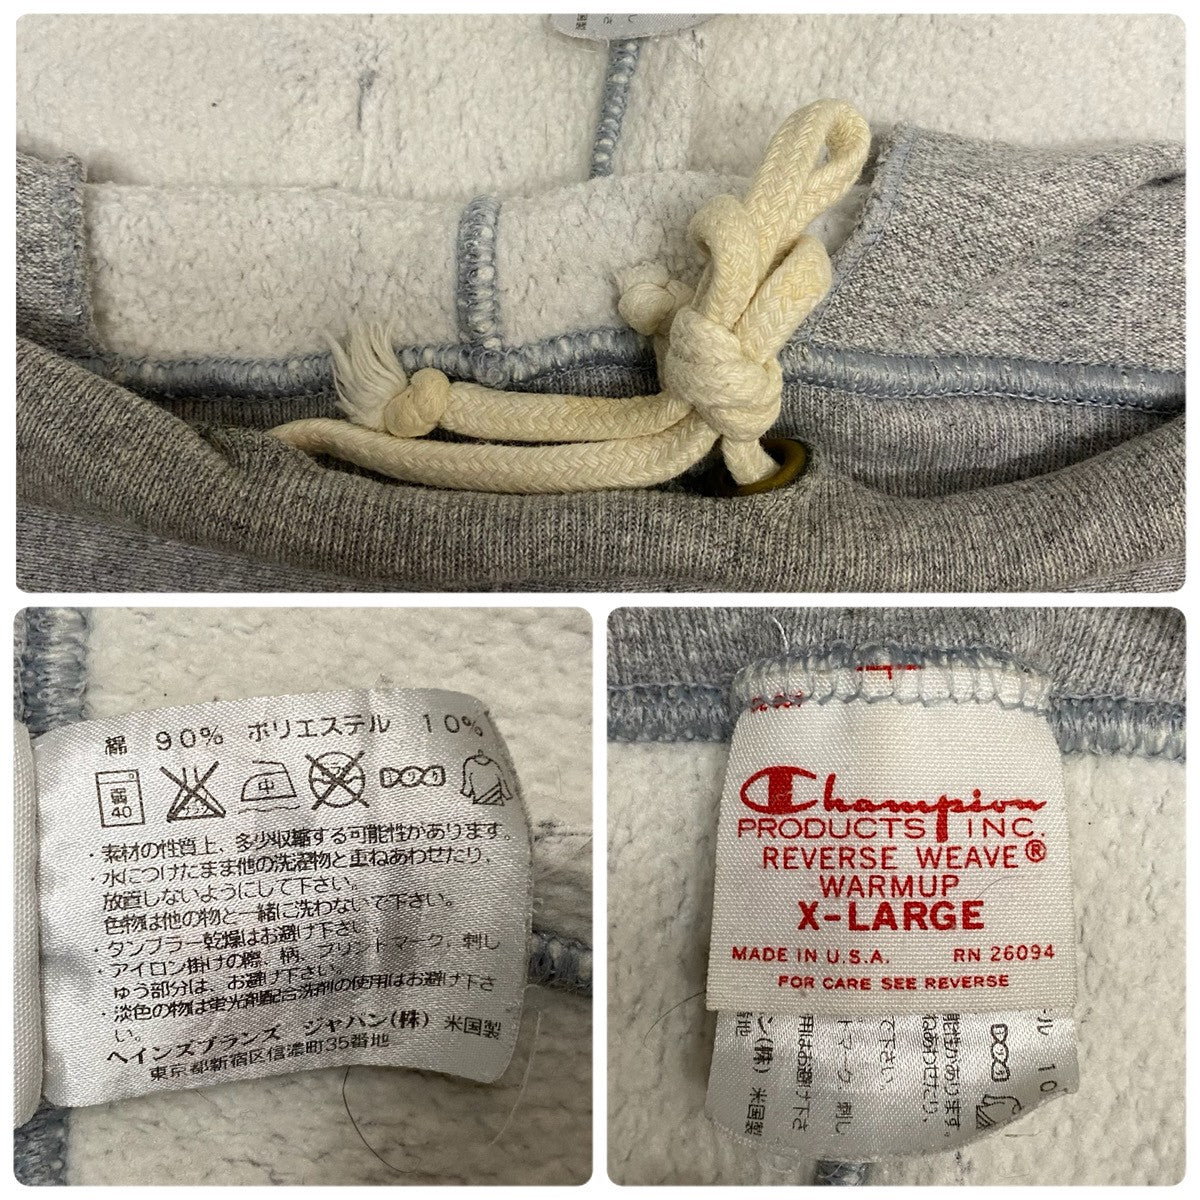 綿 90% ポリエステル 10%
弱
40
サラシ
中
ドライ
・素材の性質上、多少収縮する可能性があります。
・水につけたまま他の洗濯物と重ねあわせたり、
放置しないようにして下さい。
色物は他の物と一緒に洗わないで下さい。
・タンブラー乾燥はお避け下さい。
・アイロン掛けの際、柄、プリントマーク、刺し
ゅう部分は、お避け下さい。
・淡色の物は蛍光剤配合洗剤の使用はお避け下さ
い。
ヘインズブランズ ジャパン(株) 米国製
東京都新宿区信濃町35番地
Champion
PRODUCTS INC.
REVERSE WEAVE®
WARMUP
X-LARGE
MADE IN U.S.A. RN 26094
FOR CARE SEE REVERSE